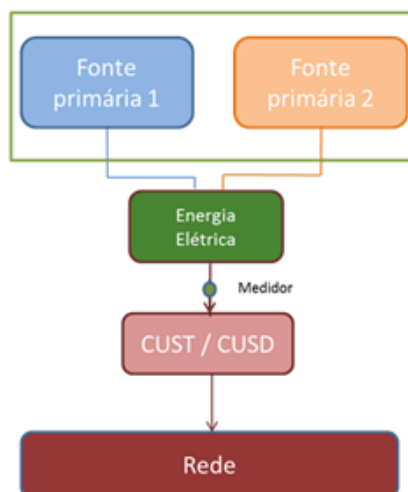 Fonte
primária 1
Fonte
primária 2
Energia
Elétrica
Medidor
CUST / CUSD
Rede